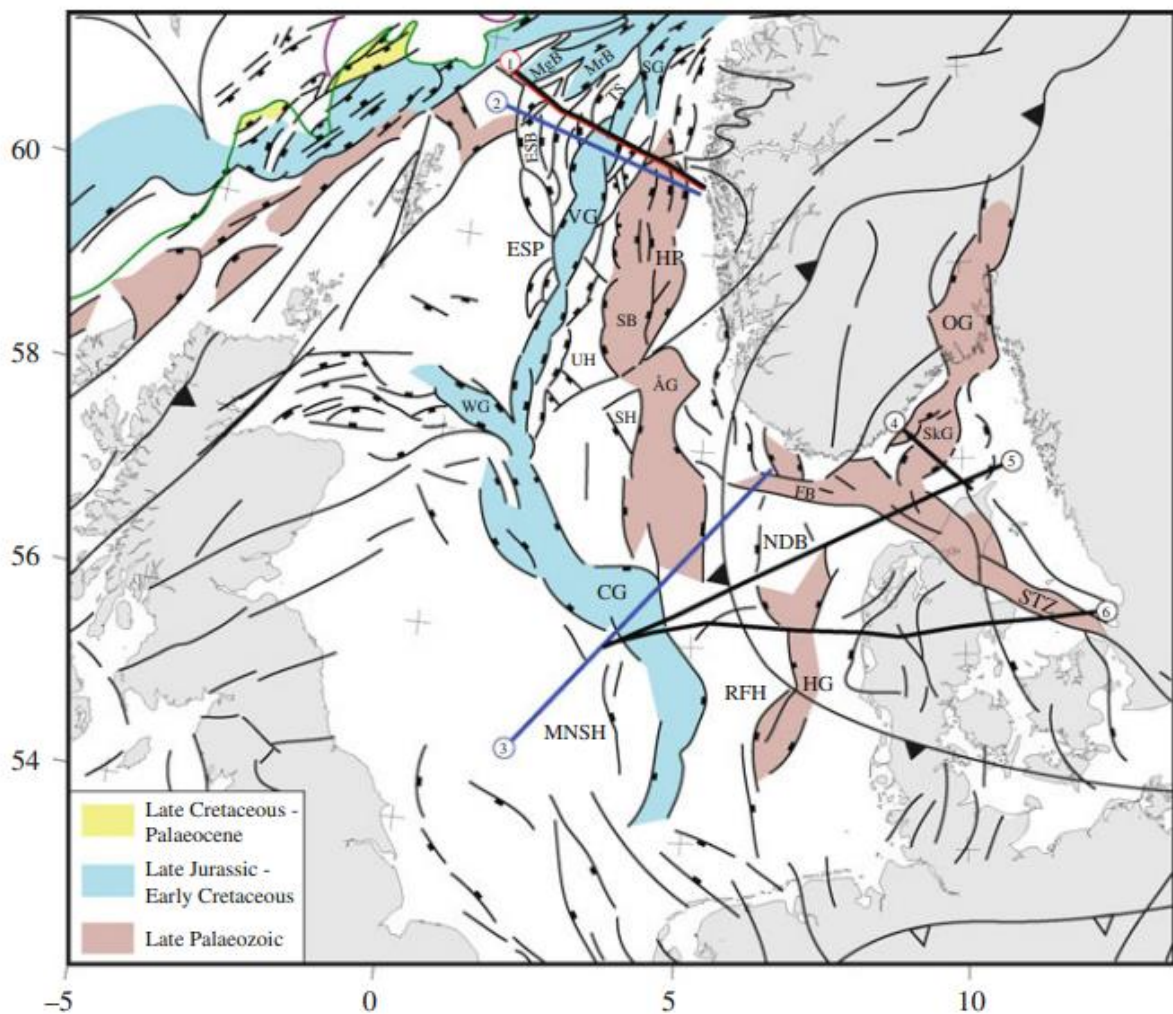 1
MgB
MrB
SG
TS
2
60
ESB
VG
ESP
HP
SB
OG
58
UH
ÅG
WG
SH
4
SkG
5
FB
56
NDB
CG
STZ
6
RFH
HG
MNSH
3
54
Late Cretaceous -
Palaeocene
Late Jurassic -
Early Cretaceous
Late Palaeozoic
–5
0
5
10